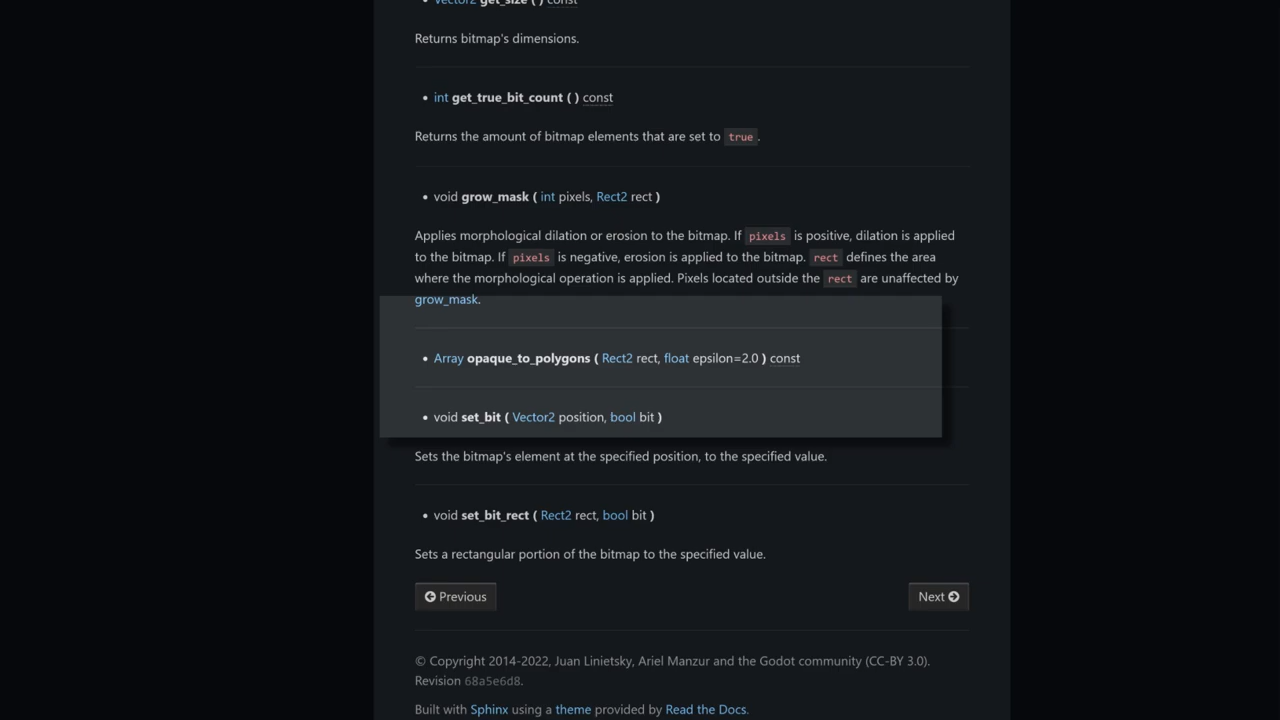 • Vector2 get_size ( ) const
Returns bitmap's dimensions.
• int get_true_bit_count ( ) const
Returns the amount of bitmap elements that are set to true.
• void grow_mask ( int pixels, Rect2 rect )
Applies morphological dilation or erosion to the bitmap. If pixels is positive, dilation is applied
to the bitmap. If pixels is negative, erosion is applied to the bitmap. rect defines the area
where the morphological operation is applied. Pixels located outside the rect are unaffected by
grow_mask.
• Array opaque_to_polygons ( Rect2 rect, float epsilon=2.0 ) const
• void set_bit ( Vector2 position, bool bit )
Sets the bitmap's element at the specified position, to the specified value.
• void set_bit_rect ( Rect2 rect, bool bit )
Sets a rectangular portion of the bitmap to the specified value.
Previous
Next
© Copyright 2014-2022, Juan Linietsky, Ariel Manzur and the Godot community (CC-BY 3.0).
Revision 68a5e6d8.
Built with Sphinx using a theme provided by Read the Docs.